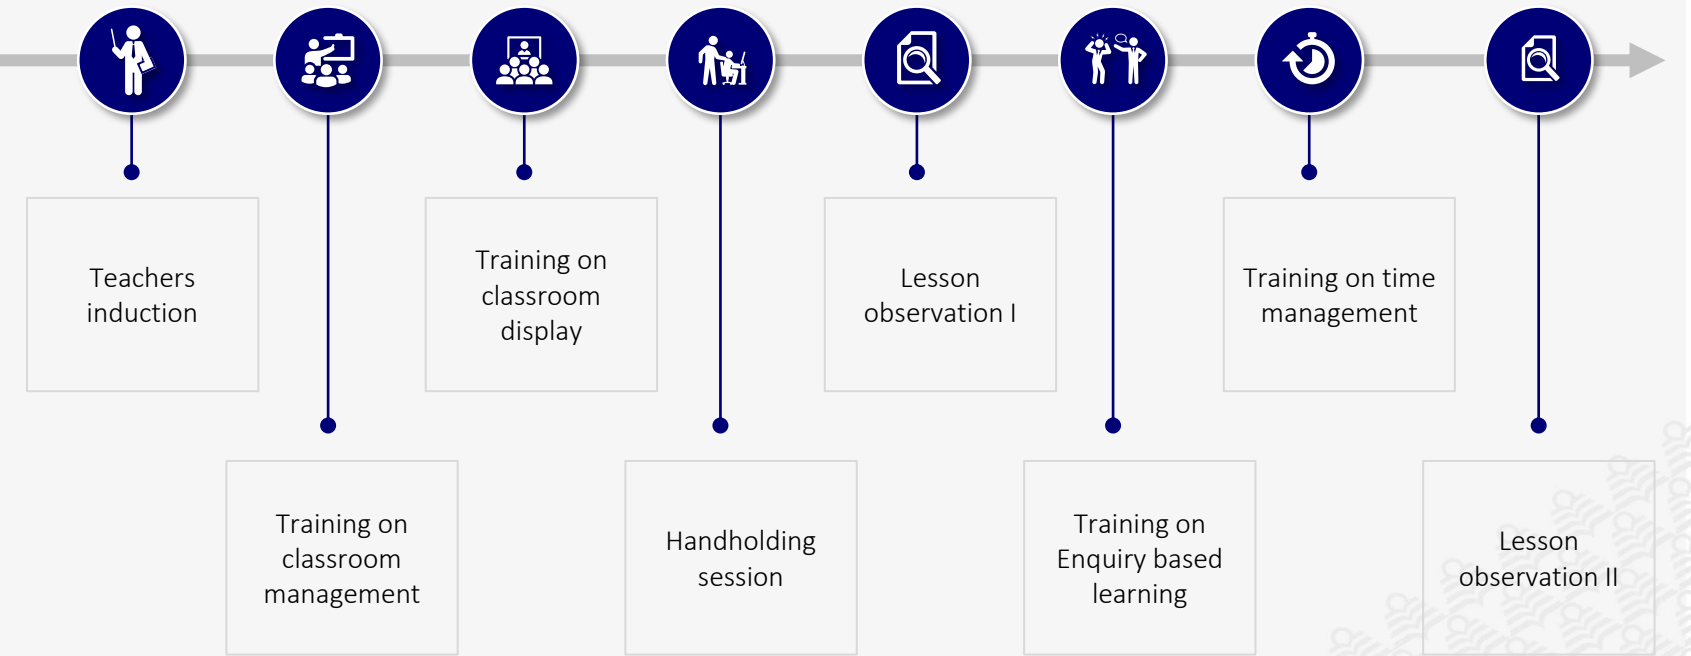 Teachers
induction
Training on
classroom
management
Training on
classroom
display
Handholding
session
Lesson
observation I
Training on
Enquiry based
learning
Training on time
management
Lesson
observation II